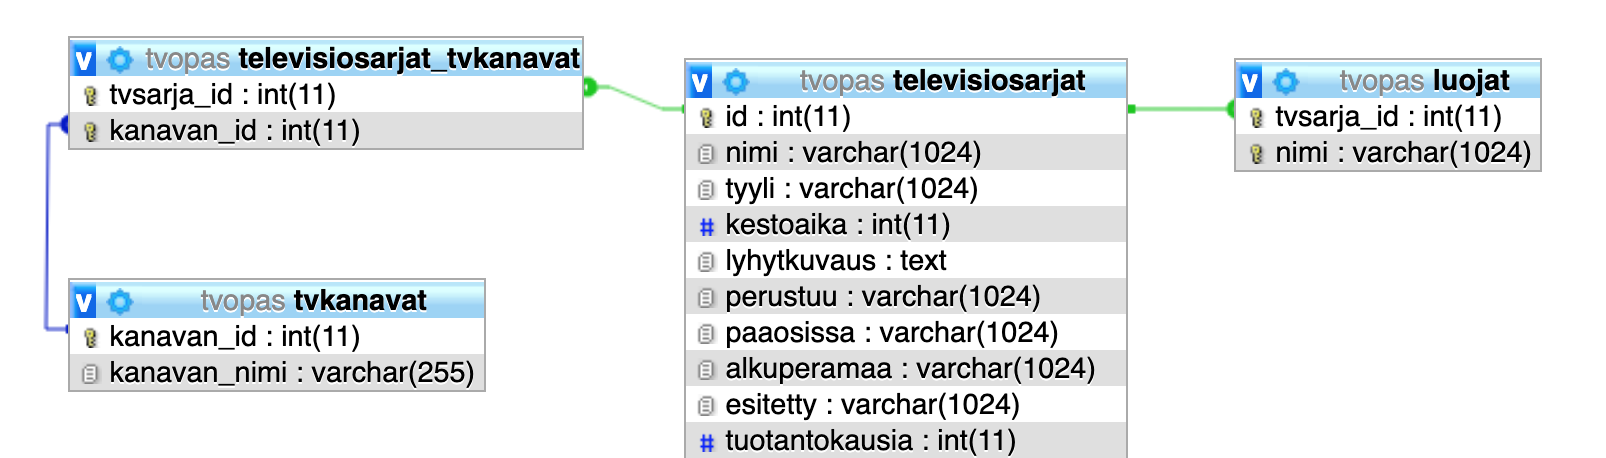 v tvopas televisiosarjat_tvkanavat
tvsarja_id : int(11)
kanavan_id : int(11)
v tvopas tvkanavat
kanavan_id : int(11)
kanavan_nimi : varchar(255)
v tvopas televisiosarjat
id : int(11)
nimi : varchar(1024)
tyyli : varchar(1024)
# kestoaika : int(11)
lyhytkuvaus : text
perustuu : varchar(1024)
paaosissa : varchar(1024)
alkuperamaa : varchar(1024)
esitetty : varchar(1024)
# tuotantokausia : int(11)
v tvopas luojat
tvsarja_id : int(11)
nimi : varchar(1024)